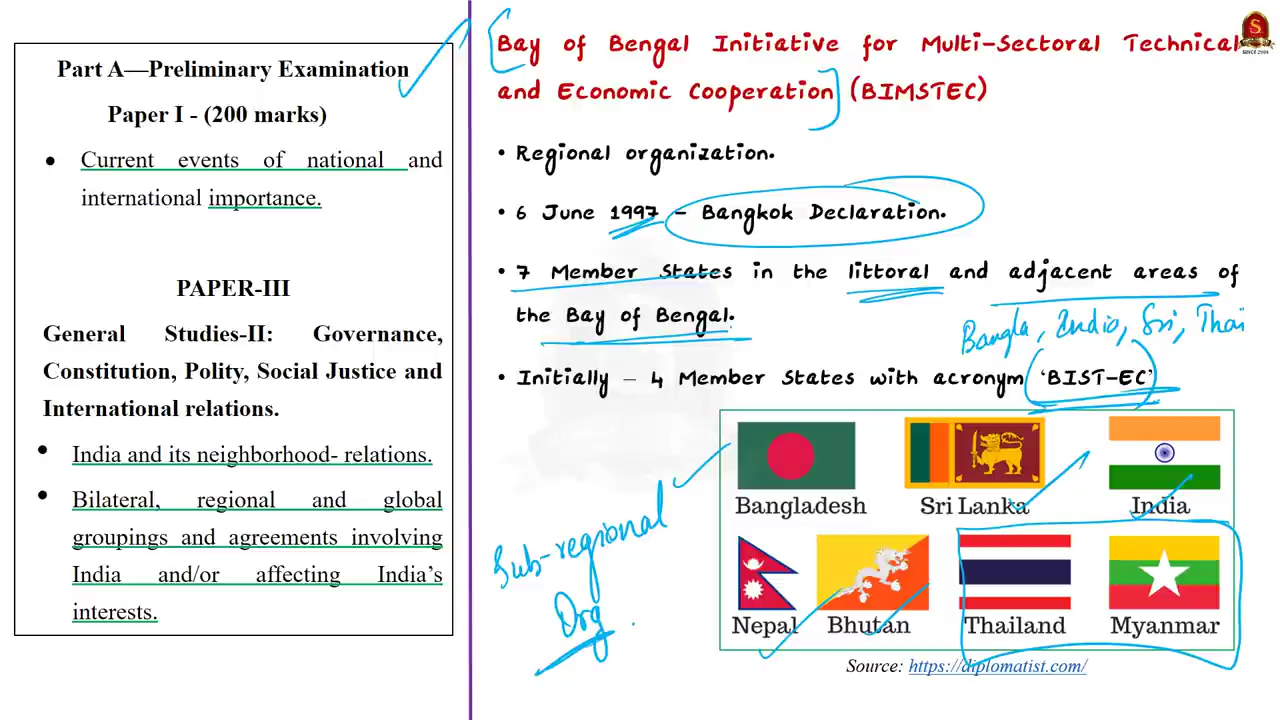 Part A—Preliminary Examination
Paper I - (200 marks)
• Current events of national and
international importance.
PAPER-III
General Studies-II: Governance,
Constitution, Polity, Social Justice and
International relations.
• India and its neighborhood- relations.
• Bilateral, regional and global
groupings and agreements involving
India and/or affecting India's
interests.
Bay of Bengal Initiative for Multi-Sectoral Technical
and Economic Cooperation (BIMSTEC)
• Regional organization.
• 6 June 1997 - Bangkok Declaration.
• 7 Member States in the littoral and adjacent areas of
the Bay of Bengal.
Bangla, India, Sri, Thai
• Initially – 4 Member States with acronym 'BIST-EC'
Bangladesh
Sri Lanka
India
Nepal
Bhutan
Thailand
Myanmar
Sub-regional
Org
Source: https://diplomatist.com/
S
SINCE 2004